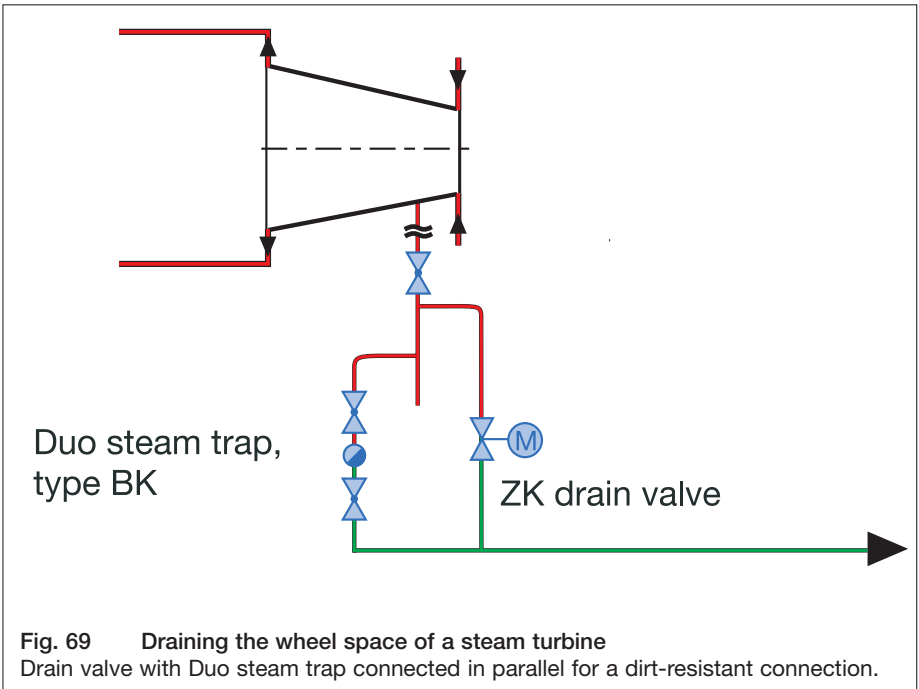 Duo steam trap,
type BK
M
ZK drain valve
Fig. 69 Draining the wheel space of a steam turbine
Drain valve with Duo steam trap connected in parallel for a dirt-resistant connection.